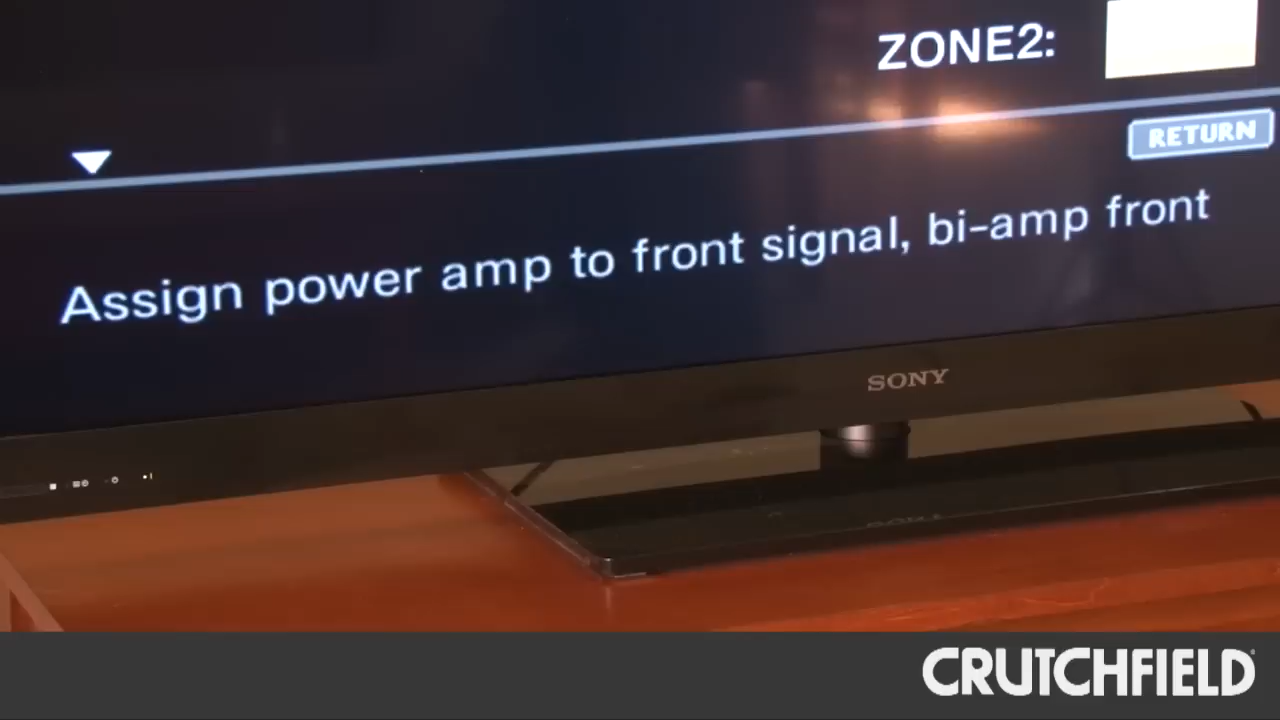 ZONE2:
RETURN
Assign power amp to front signal, bi-amp front
SONY
CRUTCHFIELD